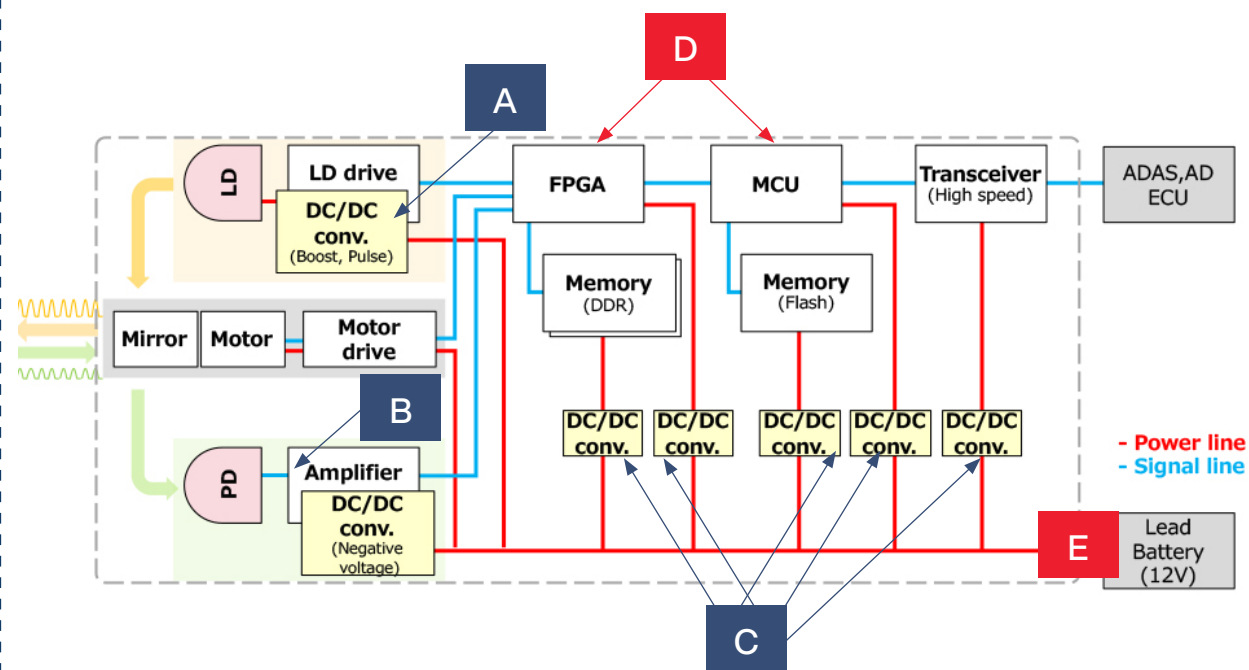 D
A
LD
LD drive
DC/DC
conv.
(Boost, Pulse)
FPGA
MCU
Transceiver
(High speed)
ADAS,AD
ECU
Memory
(DDR)
Memory
(Flash)
Mirror
Motor
Motor
drive
B
PD
Amplifier
DC/DC
conv.
(Negative
voltage)
DC/DC
conv.
DC/DC
conv.
DC/DC
conv.
DC/DC
conv.
DC/DC
conv.
- Power line
- Signal line
E
Lead
Battery
(12V)
C